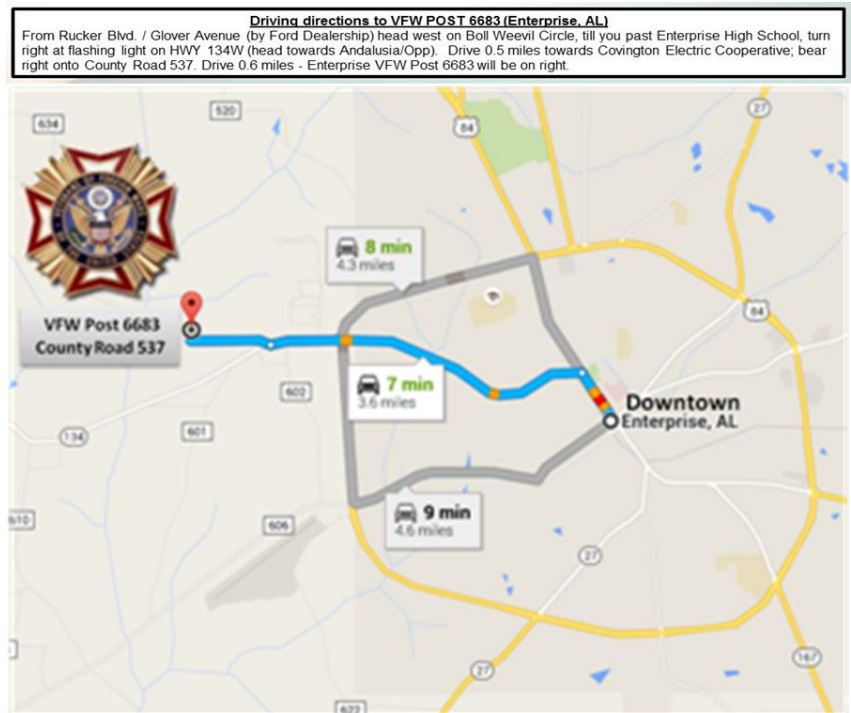 Driving directions to VFW POST 6683 (Enterprise, AL)
From Rucker Blvd. / Glover Avenue (by Ford Dealership) head west on Boll Weevil Circle, till you past Enterprise High School, turn
right at flashing light on HWY 134W (head towards Andalusia/Opp).  Drive 0.5 miles towards Covington Electric Cooperative; bear
right onto County Road 537. Drive 0.6 miles - Enterprise VFW Post 6683 will be on right.
520
27
634
84
8 min
4.3 miles
84
VFW Post 6683
County Road 537
7 min
3.6 miles
602
Downtown
Enterprise, AL
134
601
9 min
4.6 miles
610
606
27
27
167
622